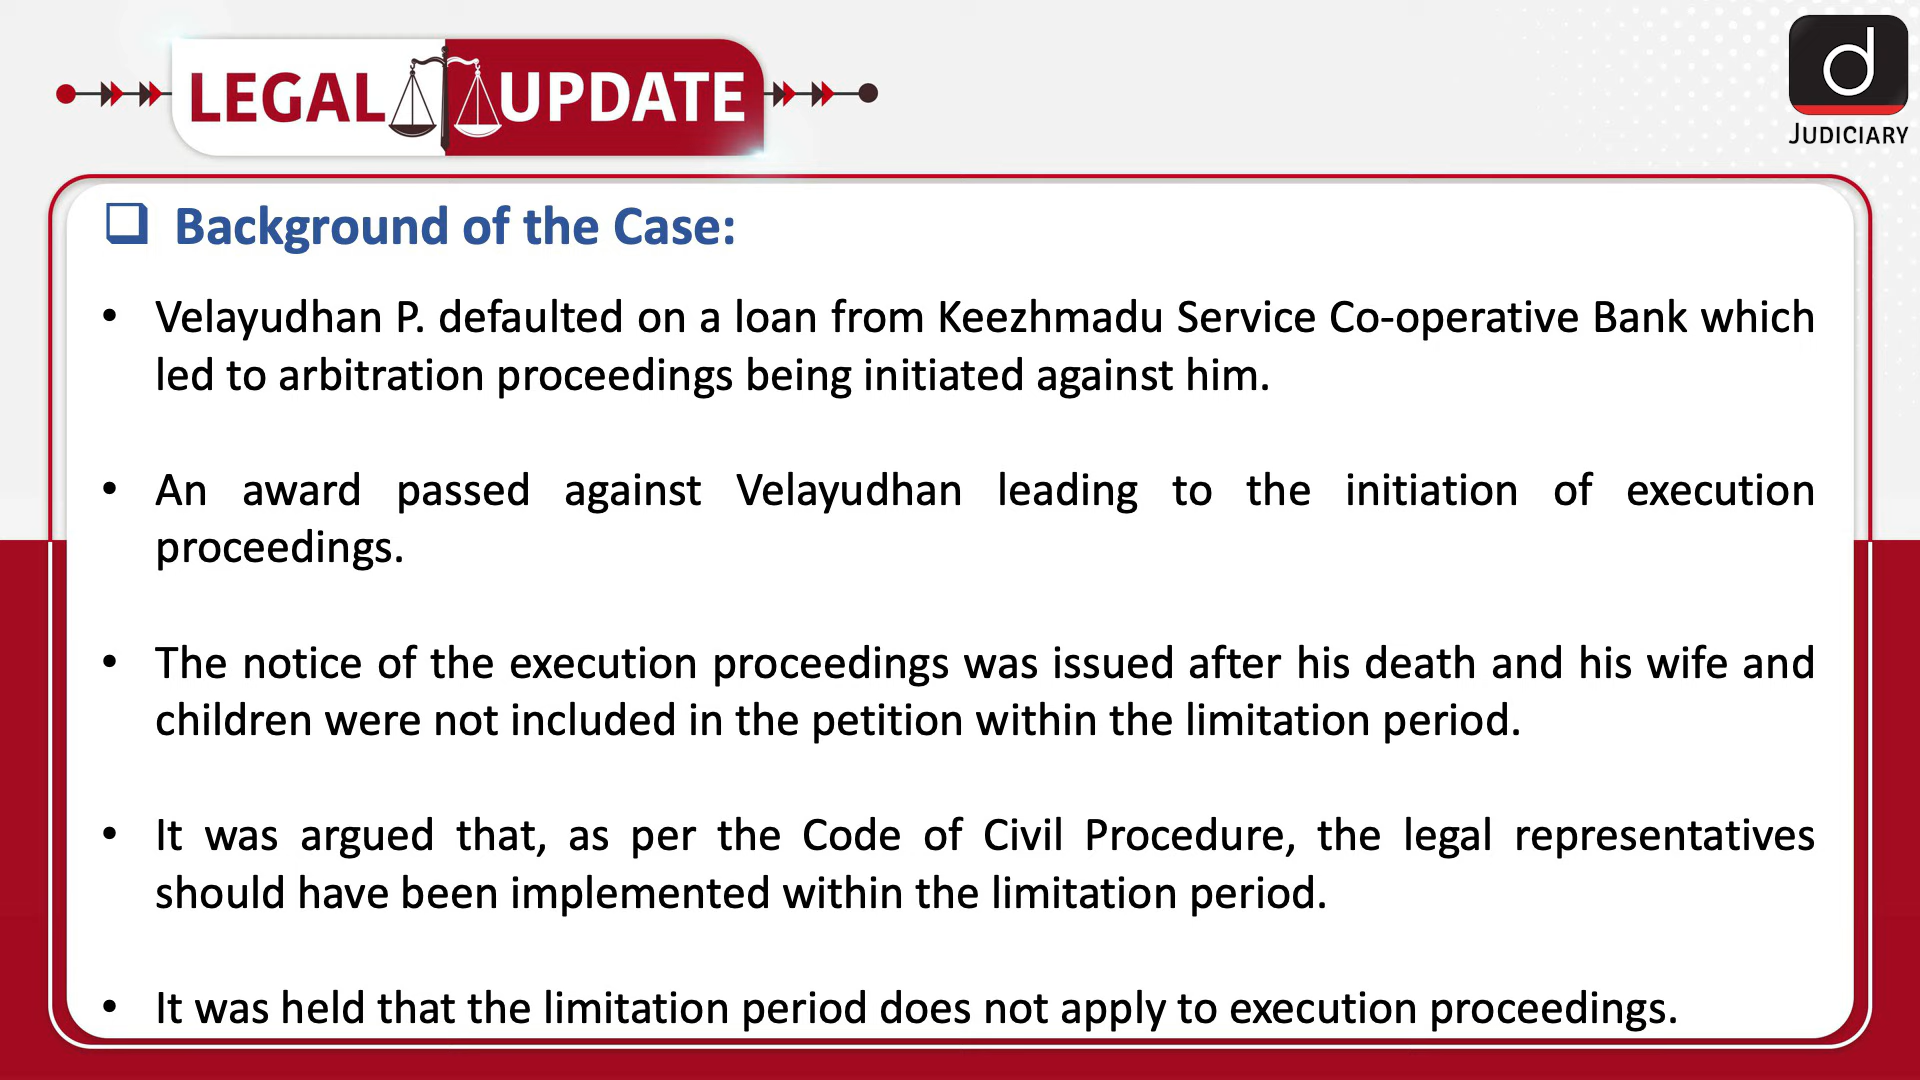 LEGAL UPDATE
d
JUDICIARY
Background of the Case:
• Velayudhan P. defaulted on a loan from Keezhmadu Service Co-operative Bank which
led to arbitration proceedings being initiated against him.
• An award passed against Velayudhan leading to the initiation of execution
proceedings.
• The notice of the execution proceedings was issued after his death and his wife and
children were not included in the petition within the limitation period.
• It was argued that, as per the Code of Civil Procedure, the legal representatives
should have been implemented within the limitation period.
• It was held that the limitation period does not apply to execution proceedings.